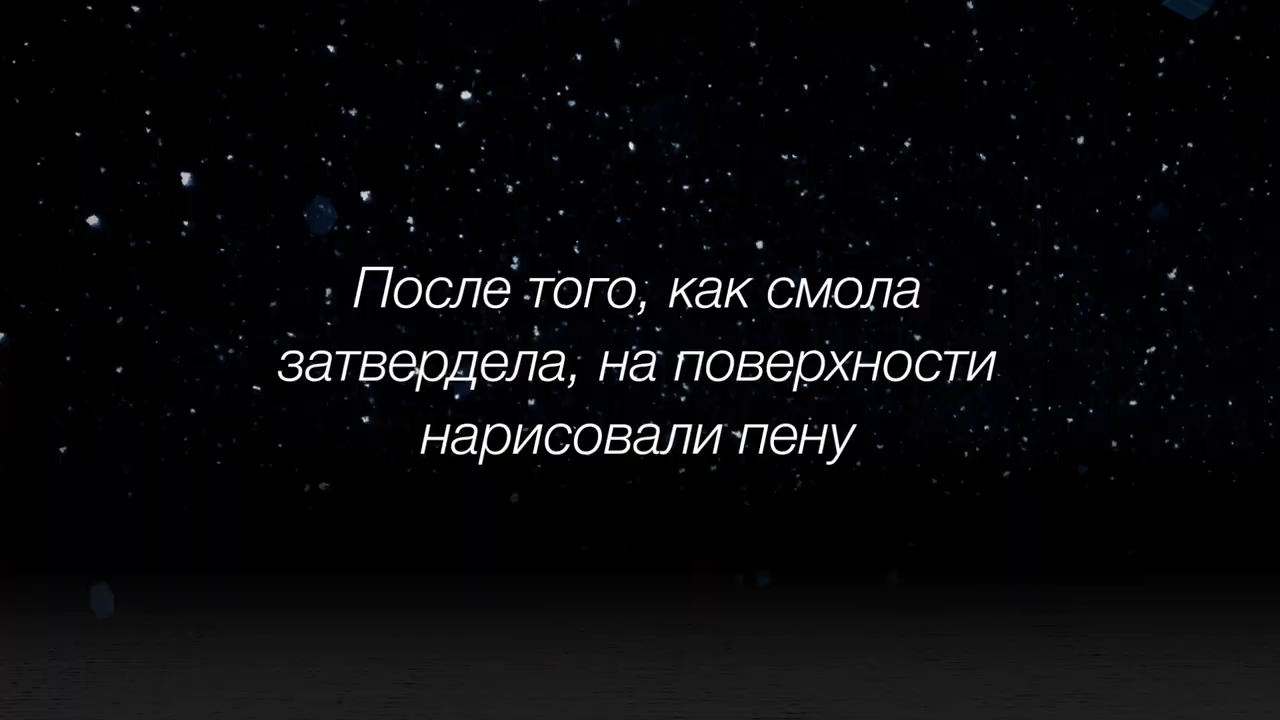 После того, как смола
затвердела, на поверхности
нарисовали пену